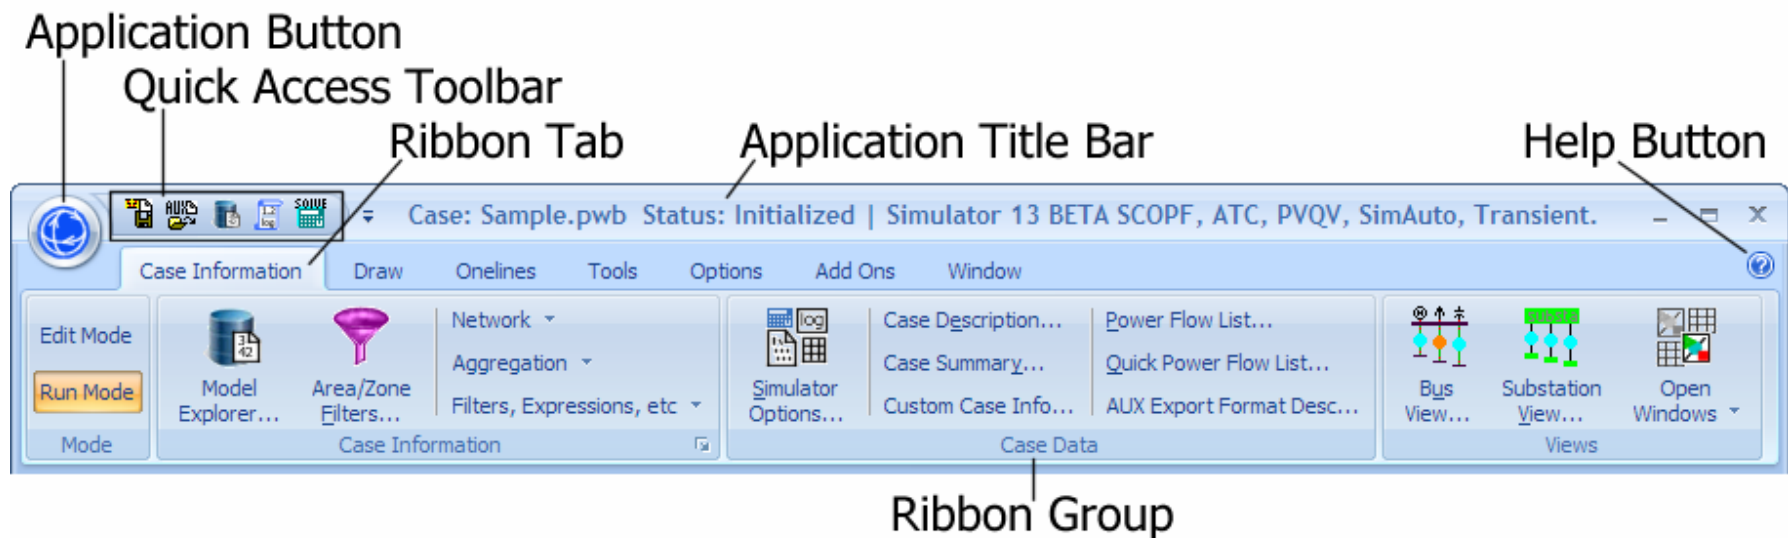 Application Button
Quick Access Toolbar
Ribbon Tab
Application Title Bar
Help Button
AUX
SOLVE
Case: Sample.pwb Status: Initialized | Simulator 13 BETA SCOPF, ATC, PVQV, SimAuto, Transient.
Case Information
Draw
Onelines
Tools
Options
Add Ons
Window
Edit Mode
Run Mode
Mode
Model
Explorer...
Area/Zone
Filters...
Network
Aggregation
Filters, Expressions, etc
Case Information
log
Simulator
Options...
Case Description...
Case Summary...
Custom Case Info...
Power Flow List...
Quick Power Flow List...
AUX Export Format Desc...
Case Data
Bus
View...
Substation
View...
Open
Windows
Views
Ribbon Group